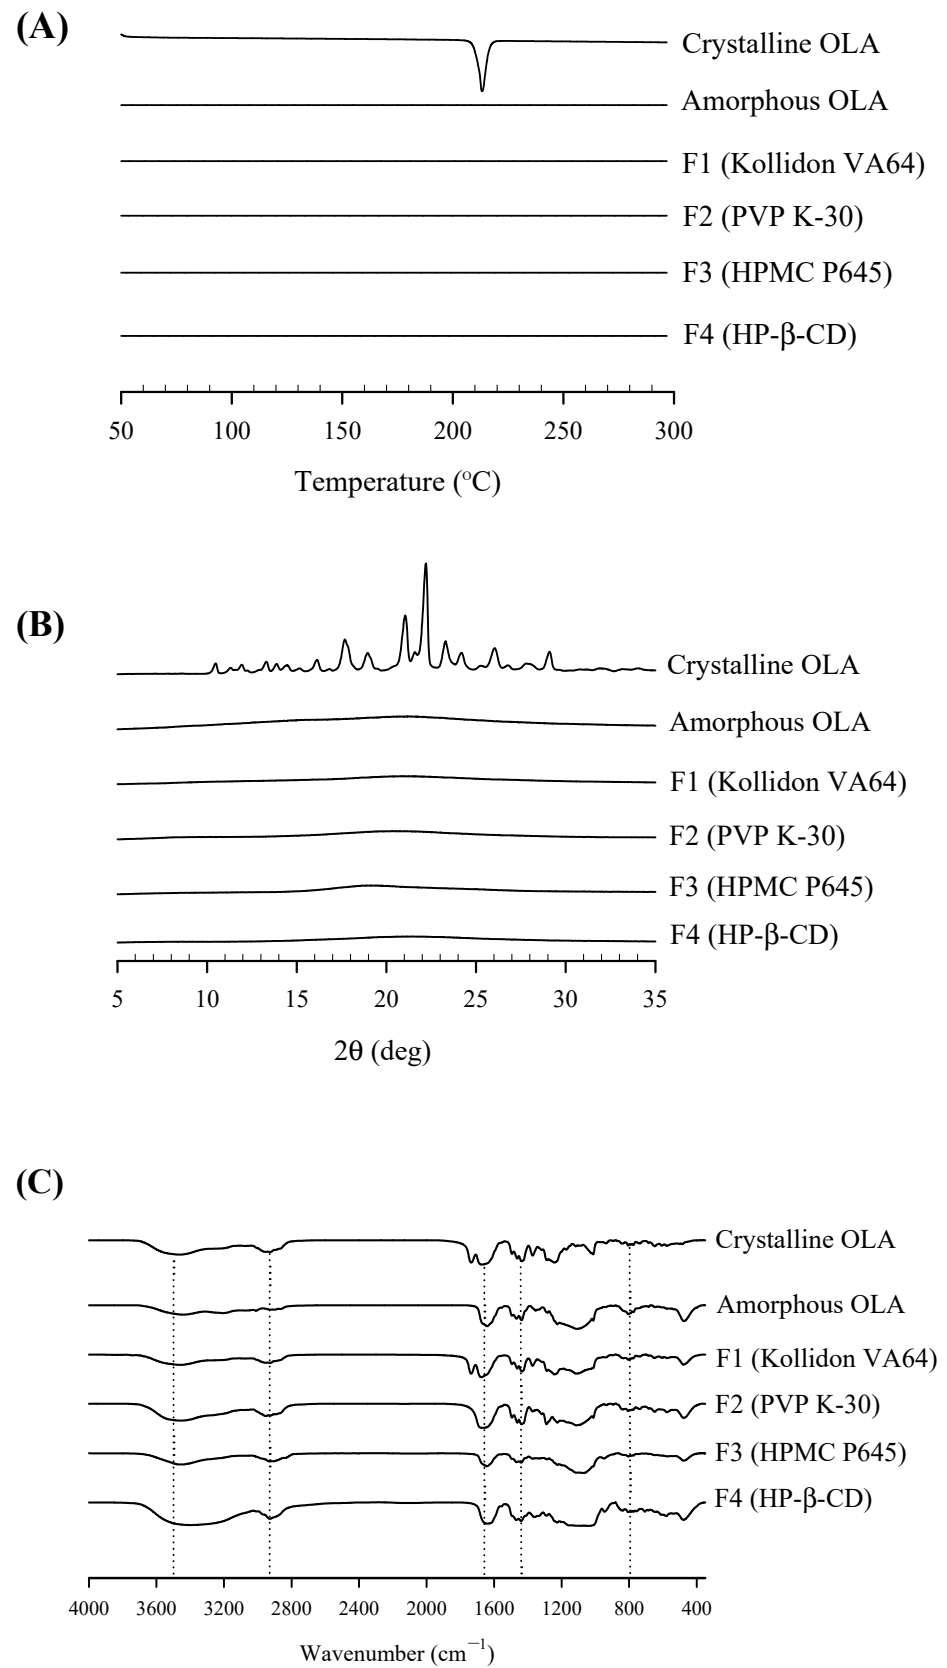 (A)
Crystalline OLA
Amorphous OLA
F1 (Kollidon VA64)
F2 (PVP K-30)
F3 (HPMC P645)
F4 (HP-β-CD)
50 100 150 200 250 300
Temperature (°C)
(B)
Crystalline OLA
Amorphous OLA
F1 (Kollidon VA64)
F2 (PVP K-30)
F3 (HPMC P645)
F4 (HP-β-CD)
5 10 15 20 25 30 35
2θ (deg)
(C)
Crystalline OLA
Amorphous OLA
F1 (Kollidon VA64)
F2 (PVP K-30)
F3 (HPMC P645)
F4 (HP-β-CD)
4000 3600 3200 2800 2400 2000 1600 1200 800 400
Wavenumber (cm⁻¹)